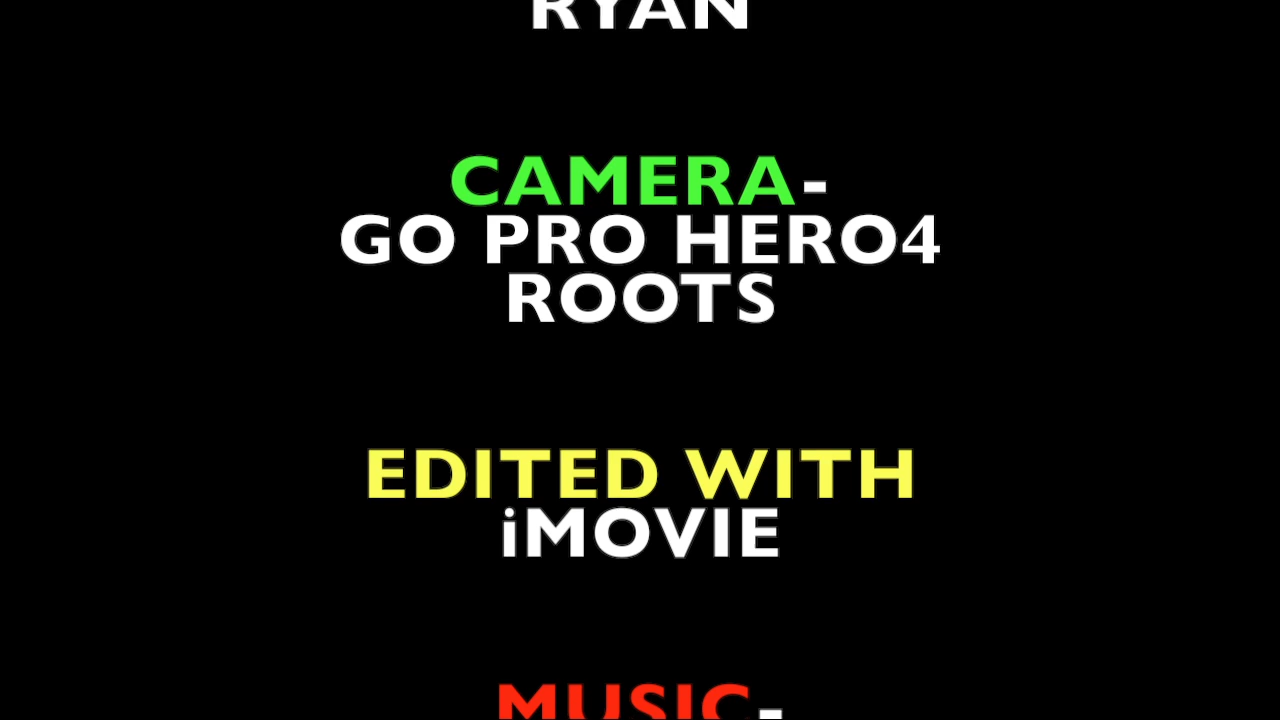 RYAN
CAMERA-
GO PRO HERO4
ROOTS
EDITED WITH
iMOVIE
MUSIC-